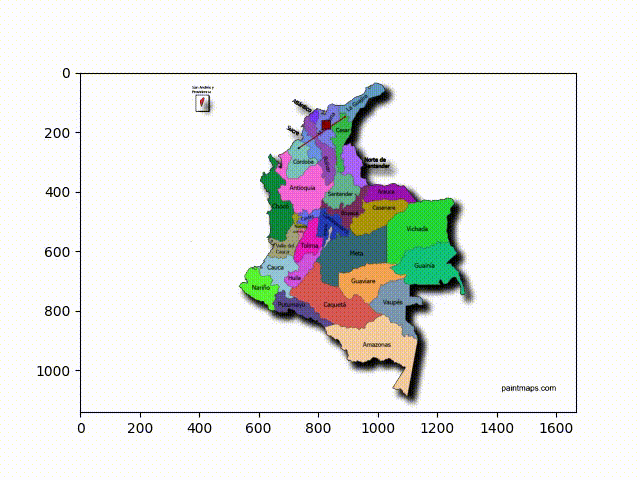 0
200
400
600
800
1000
San Andrés y
Providencia
Atlántico
La Guajira
Sucre
Cesar
Córdoba
Norte de
Santander
Antioquia
Santander
Arauca
Chocó
Casanare
Vichada
Tolima
Valle del
Cauca
Meta
Cauca
Guainía
Huila
Guaviare
Nariño
Putumayo
Caquetá
Vaupés
Amazonas
paintmaps.com
0 200 400 600 800 1000 1200 1400 1600